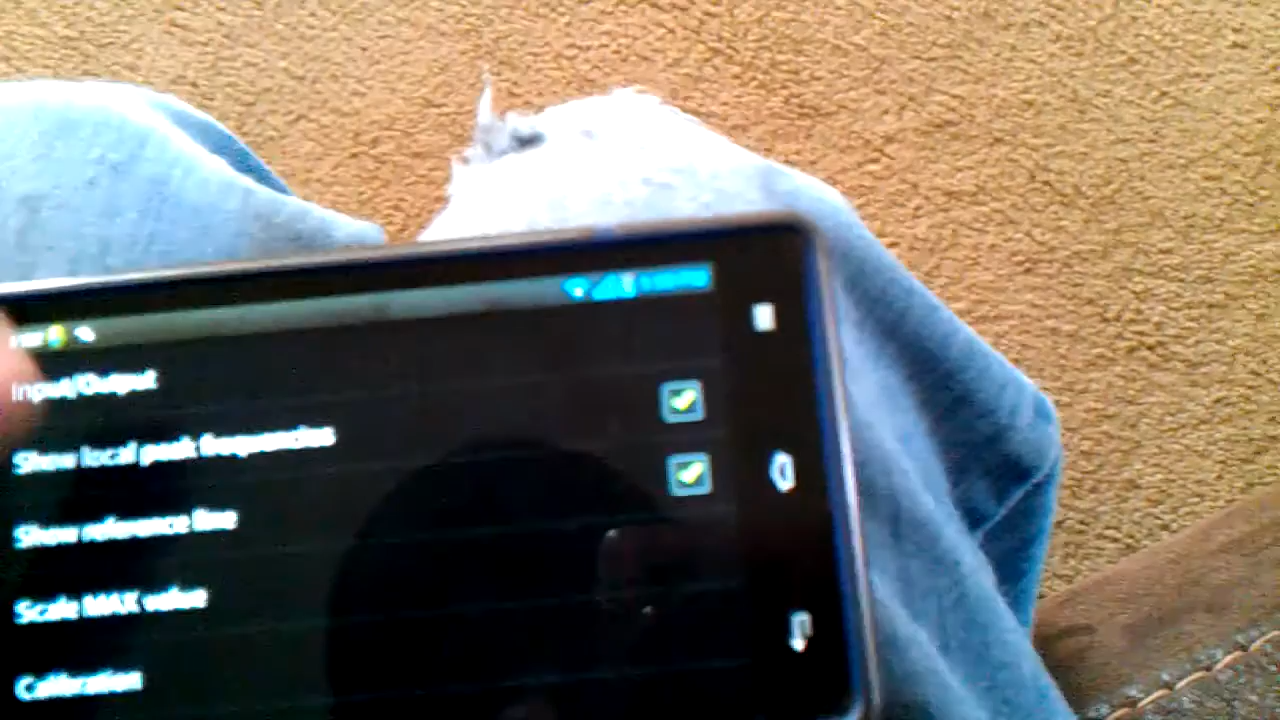 Input/Output
Show local peak frequencies
Show reference line
Scale MAX value
Calibration